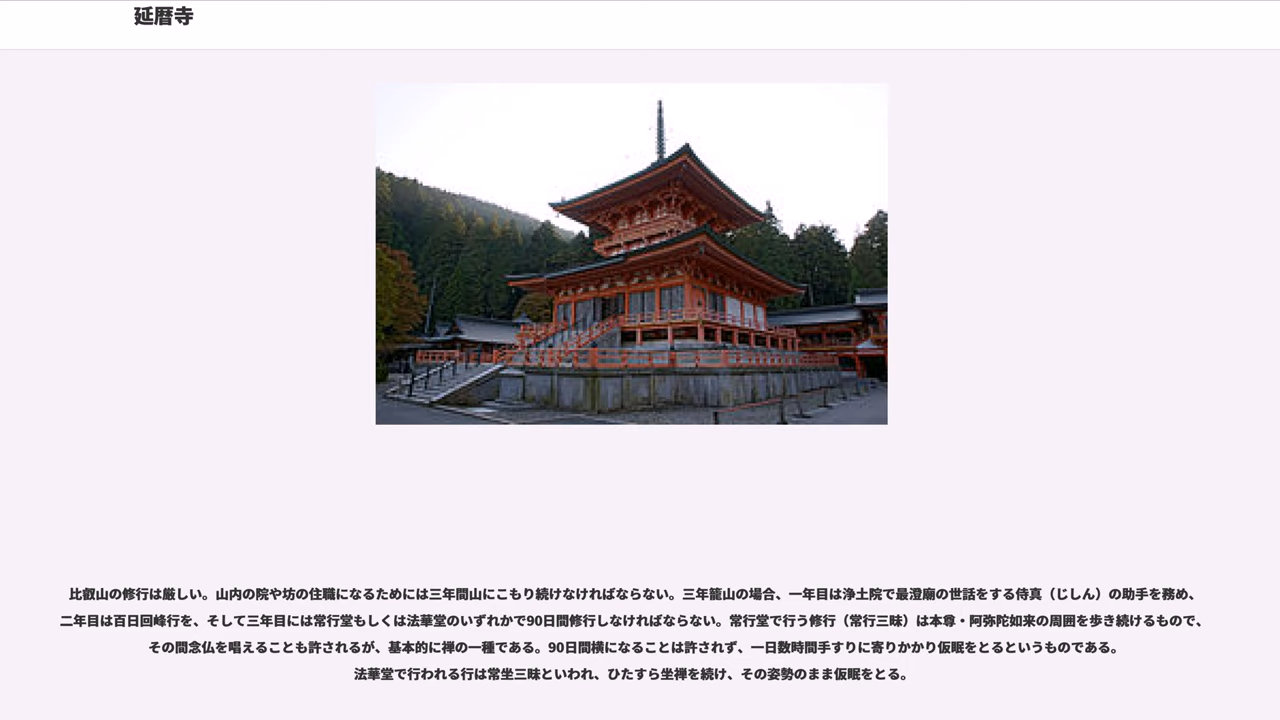 延暦寺
比叡山の修行は厳しい。山内の院や坊の住職になるためには三年間山にこもり続けなければならない。三年籠山の場合、一年目は浄土院で最澄廟の世話をする侍真（じしん）の助手を務め、
二年目は百日回峰行を、そして三年目には常行堂もしくは法華堂のいずれかで90日間修行しなければならない。常行堂で行う修行（常行三昧）は本尊・阿弥陀如来の周囲を歩き続けるもので、
その間念仏を唱えることも許されるが、基本的に禅の一種である。90日間横になることは許されず、一日数時間手すりに寄りかかり仮眠をとるというものである。
法華堂で行われる行は常坐三昧といわれ、ひたすら坐禅を続け、その姿勢のまま仮眠をとる。